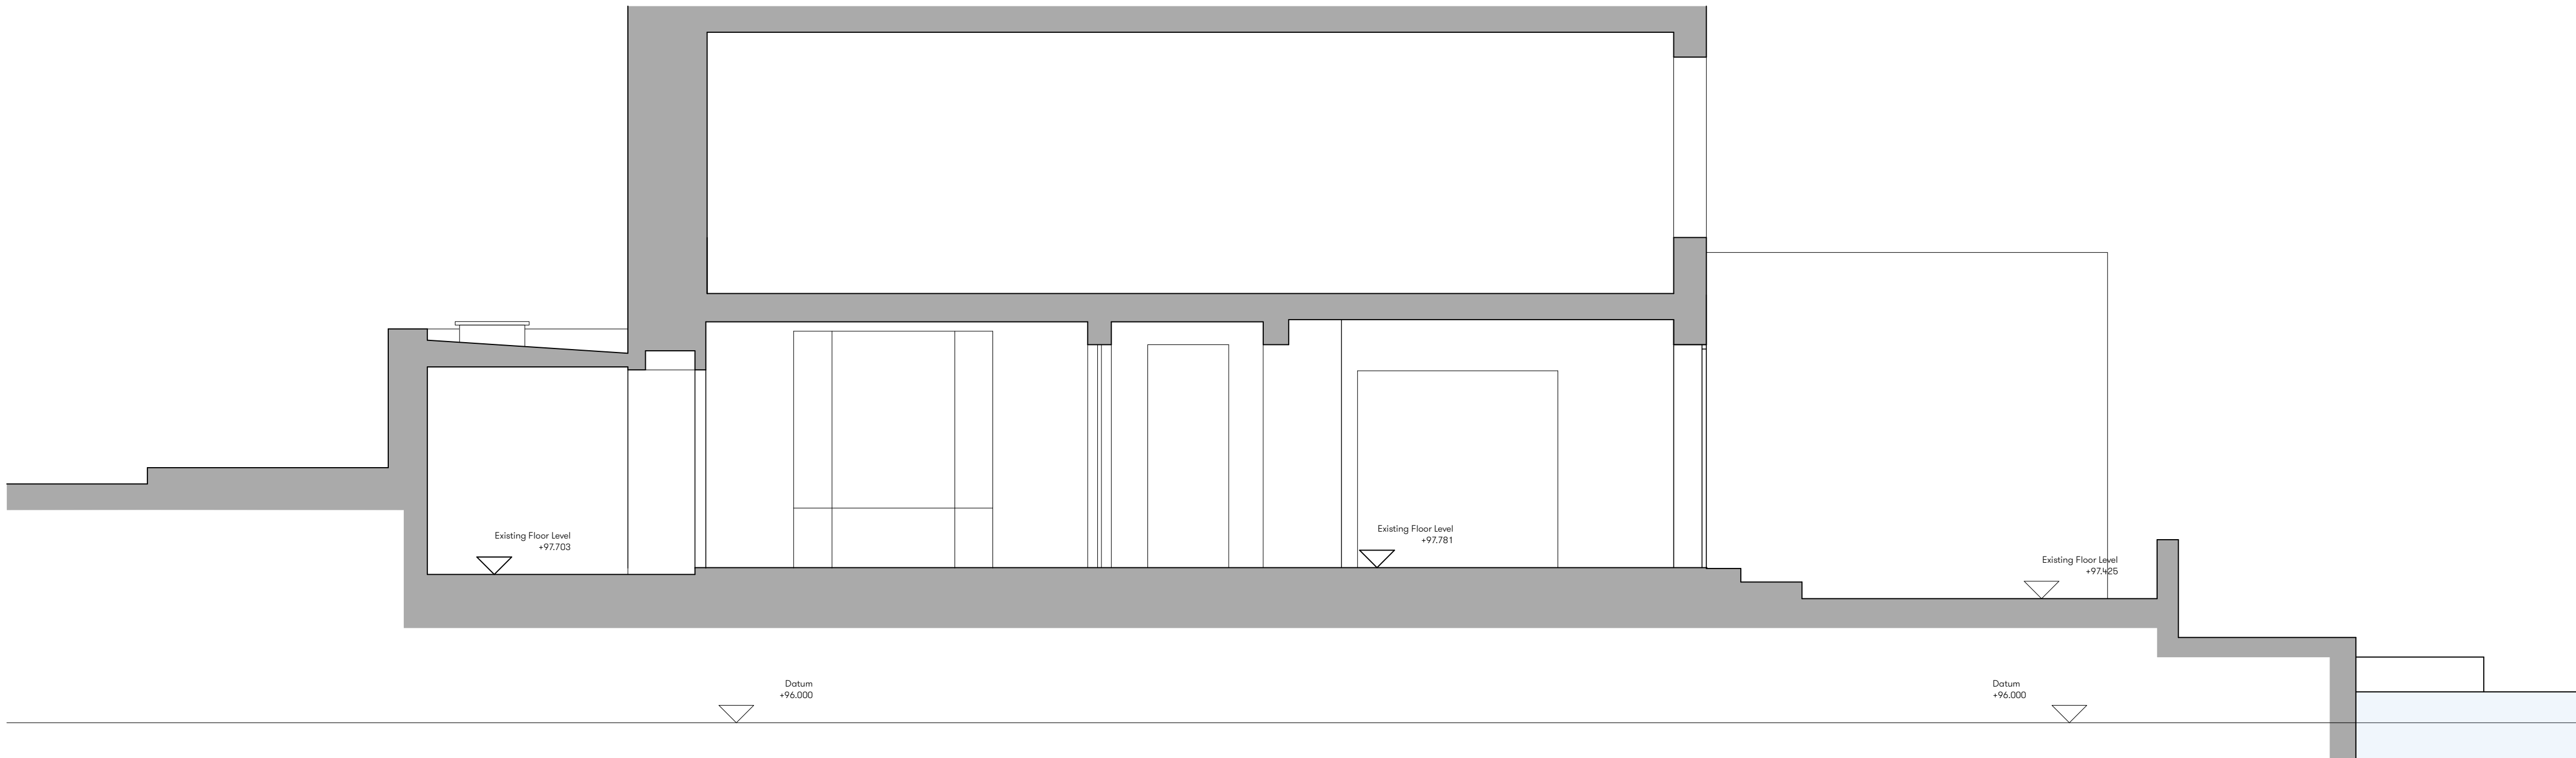 Existing Floor Level
+97.703
Existing Floor Level
+97.781
Existing Floor Level
+97.425
Datum
+96.000
Datum
+96.000